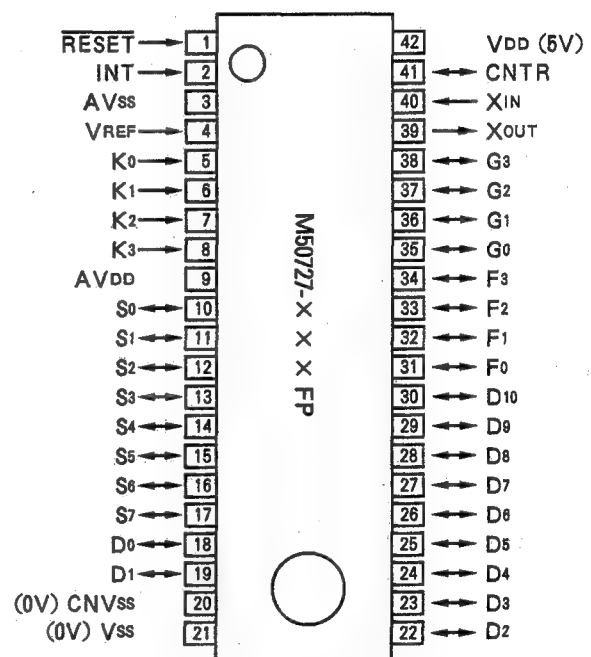 RESET 1 42 VDD (5V)
INT 2 41 CNTR
AVSS 3 40 XIN
VREF 4 39 XOUT
K0 5 38 G3
K1 6 37 G2
K2 7 36 G1
K3 8 35 G0
AVDD 9 34 F3
S0 10 33 F2
S1 11 32 F1
S2 12 31 F0
S3 13 30 D10
S4 14 29 D9
S5 15 28 D8
S6 16 27 D7
S7 17 26 D6
D0 18 25 D5
D1 19 24 D4
(0V) CNVSS 20 23 D3
(0V) VSS 21 22 D2
M50727-XXXFP